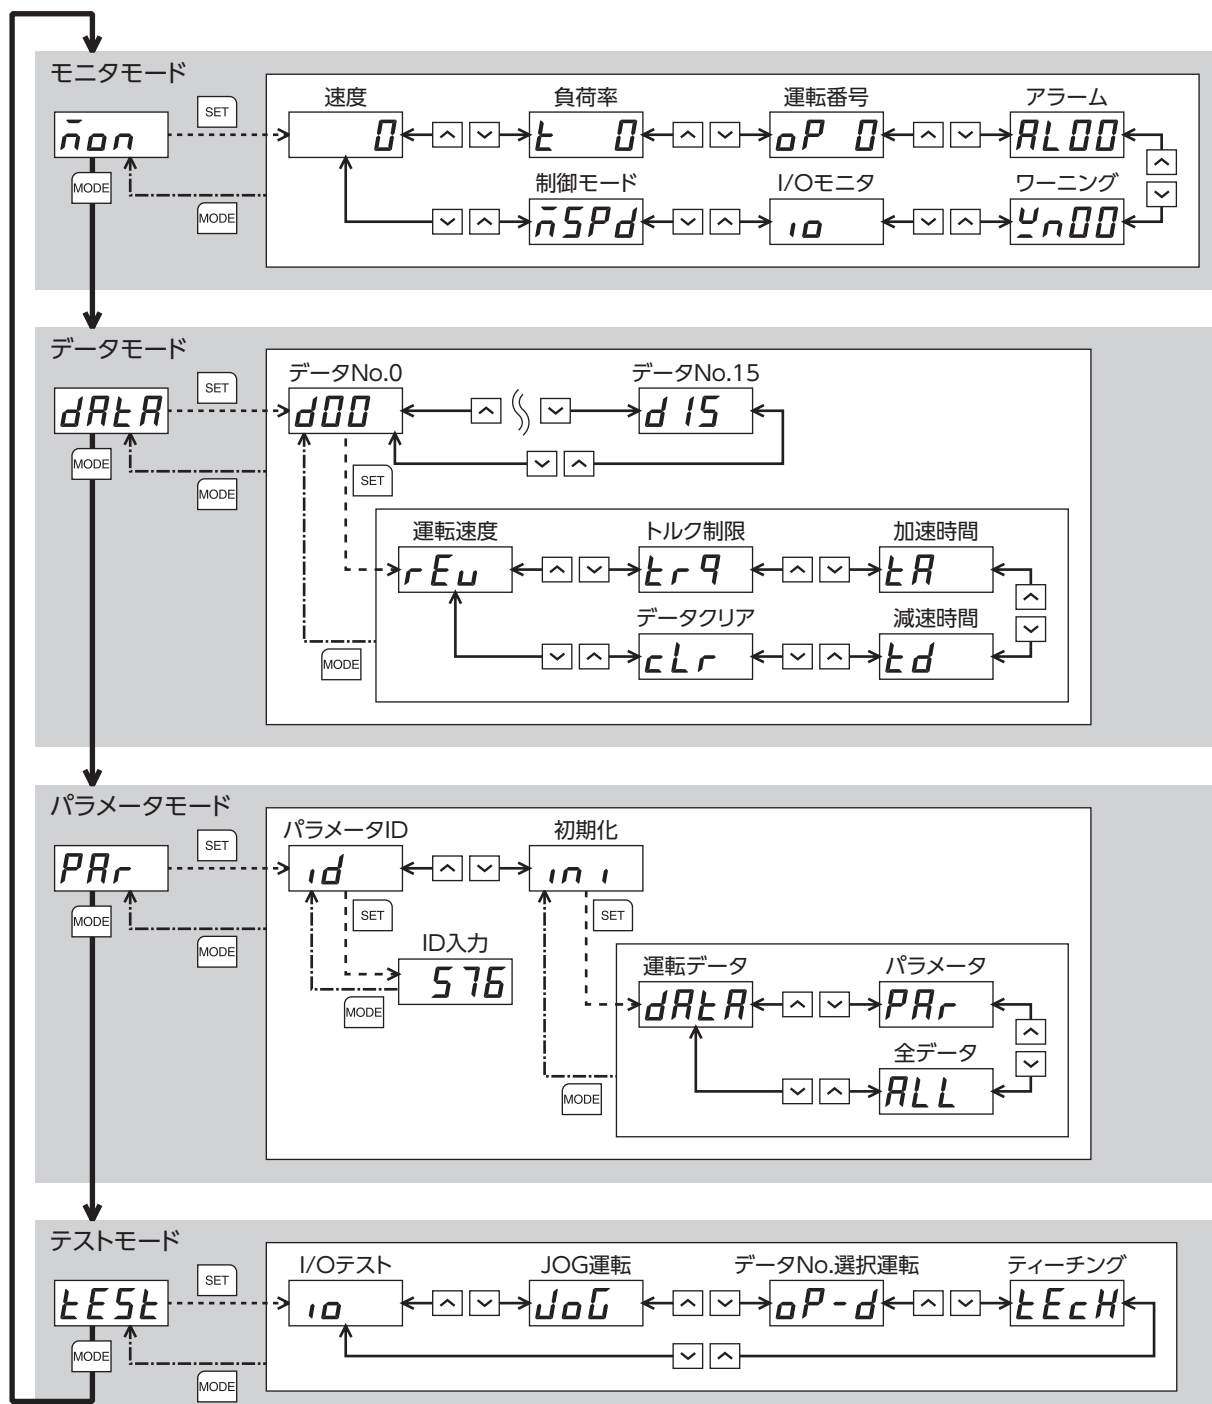 モニタモード
SET
速度
負荷率
運転番号
アラーム
mon
0
t 0
oP 0
AL00
MODE
MODE
制御モード
I/Oモニタ
ワーニング
mSPd
io
Wn00
データモード
SET
データNo.0
データNo.15
dAtA
d00
d15
MODE
MODE
SET
運転速度
トルク制限
加速時間
rEv
trq
tA
データクリア
減速時間
MODE
cLr
td
パラメータモード
SET
パラメータID
初期化
PAr
id
ini
MODE
MODE
SET
SET
ID入力
576
MODE
運転データ
パラメータ
dAtA
PAr
全データ
MODE
ALL
テストモード
SET
I/Oテスト
JOG運転
データNo.選択運転
ティーチング
tESt
io
JoG
oP-d
tEcH
MODE
MODE